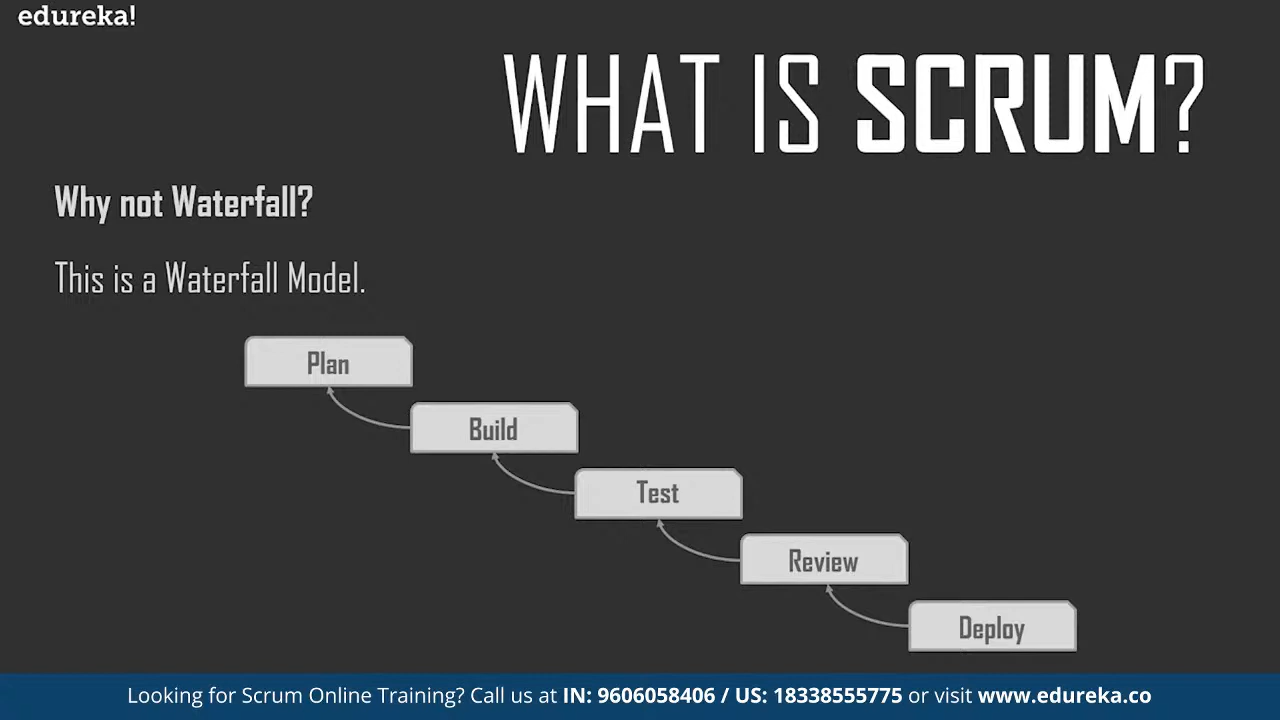 edureka!
WHAT IS SCRUM?
Why not Waterfall?
This is a Waterfall Model.
Plan
Build
Test
Review
Deploy
Looking for Scrum Online Training? Call us at IN: 9606058406 / US: 18338555775 or visit www.edureka.co